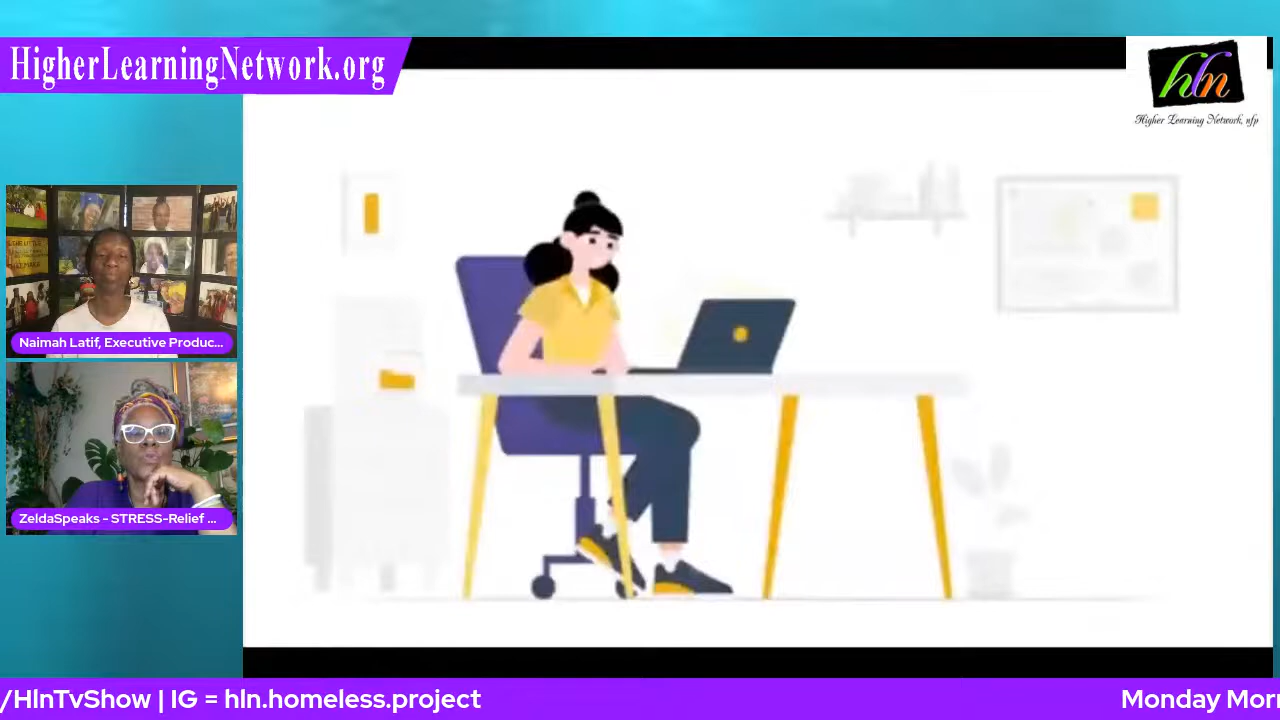 HigherLearningNetwork.org
hln
Higher Learning Network, nfp
Naimah Latif, Executive Produc...
ZeldaSpeaks - STRESS-Relief ...
/HlnTvShow | IG = hln.homeless.project
Monday Morr